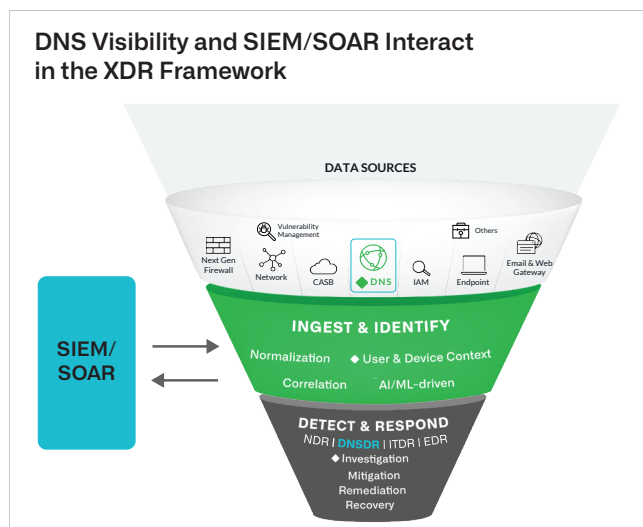 DNS Visibility and SIEM/SOAR Interact
in the XDR Framework
DATA SOURCES
Vulnerability
Management
Others
Next Gen
Firewall
Network
CASB
DNS
IAM
Endpoint
Email & Web
Gateway
SIEM/
SOAR
INGEST & IDENTIFY
Normalization
User & Device Context
Correlation
AI/ML-driven
DETECT & RESPOND
NDR | DNSDR | ITDR | EDR
Investigation
Mitigation
Remediation
Recovery